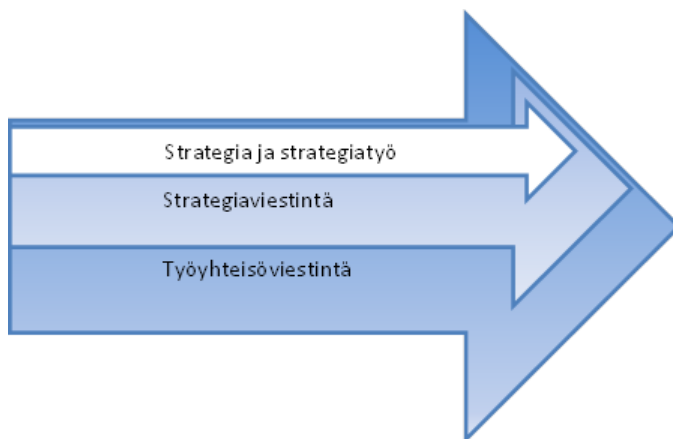 Strategia ja strategiatyö
Strategiaviestintä
Työyhteisöviestintä